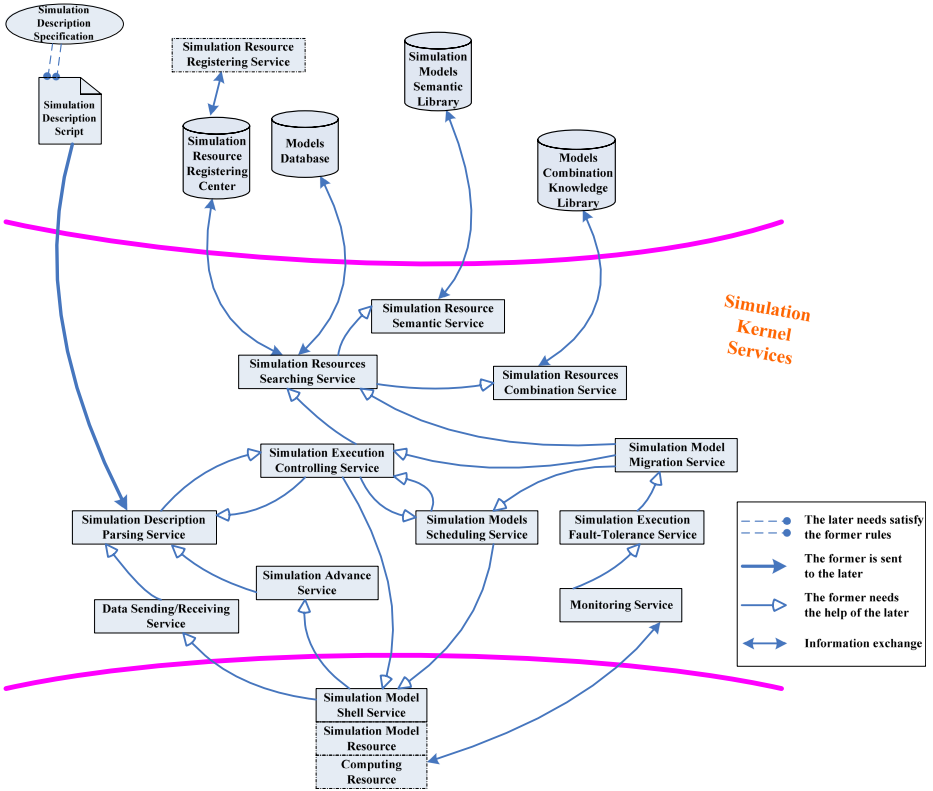 Simulation
Description
Specification
Simulation
Description
Script
Simulation Resource
Registering Service
Simulation
Resource
Registering
Center
Models
Database
Simulation
Models
Semantic
Library
Models
Combination
Knowledge
Library
Simulation Resource
Semantic Service
Simulation
Kernel
Services
Simulation Resources
Searching Service
Simulation Resources
Combination Service
Simulation Execution
Controlling Service
Simulation Model
Migration Service
Simulation Description
Parsing Service
Simulation Models
Scheduling Service
Simulation Execution
Fault-Tolerance Service
Simulation Advance
Service
Data Sending/Receiving
Service
Monitoring Service
Simulation Model
Shell Service
Simulation Model
Resource
Computing
Resource
The later needs satisfy
the former rules
The former is sent
to the later
The former needs
the help of the later
Information exchange